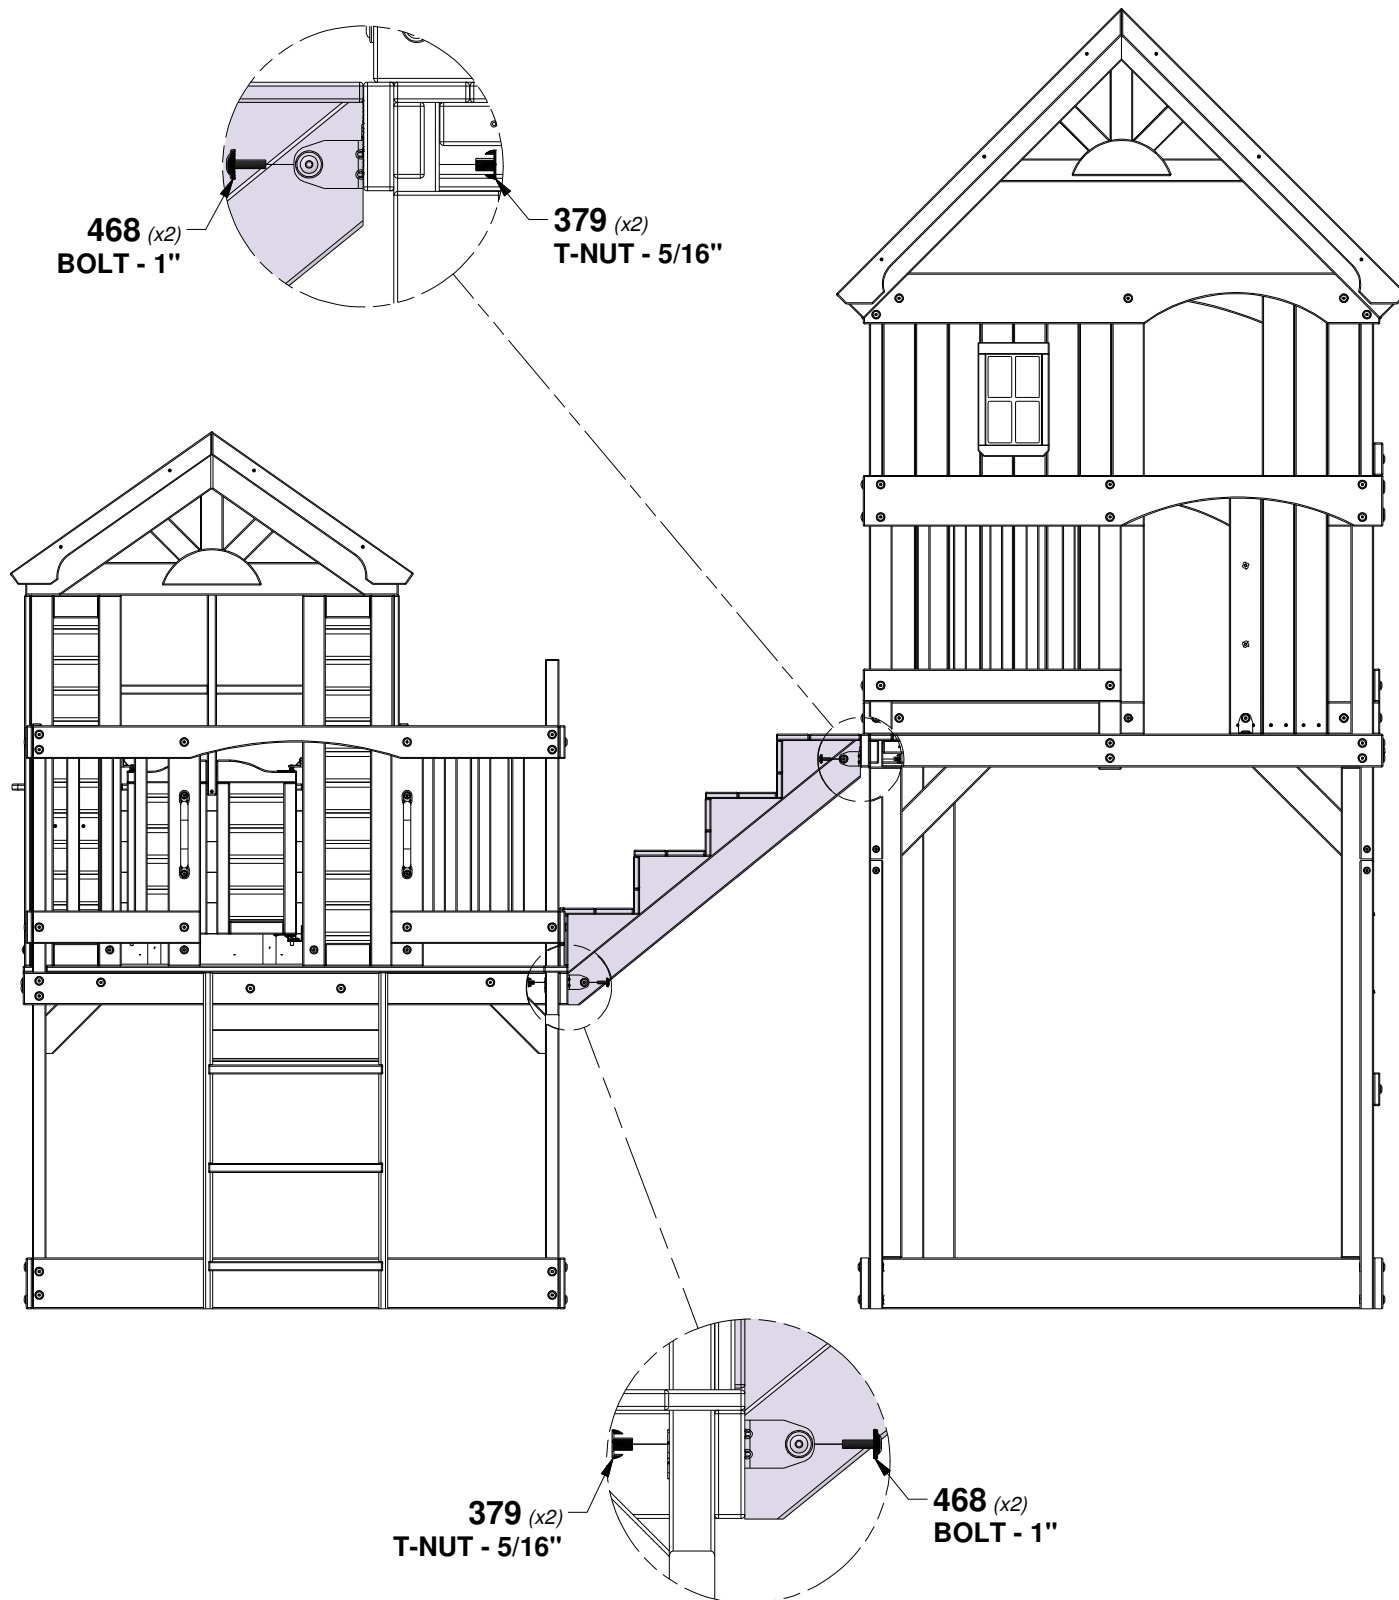 468 (x2)
BOLT - 1"
379 (x2)
T-NUT - 5/16"
379 (x2)
T-NUT - 5/16"
468 (x2)
BOLT - 1"